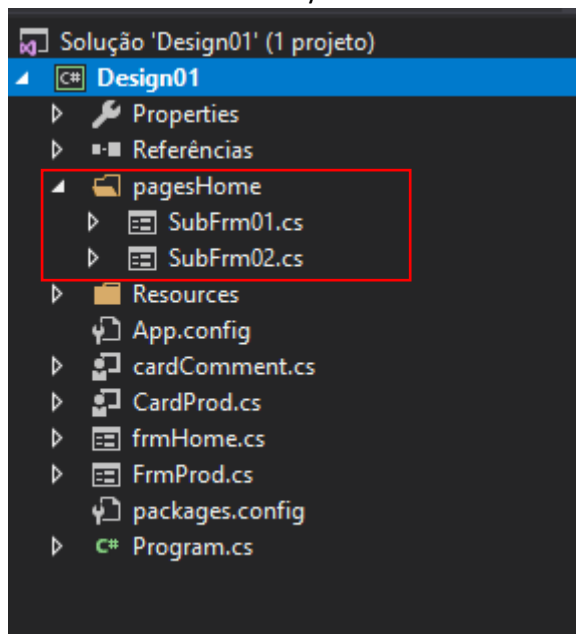 Solução 'Design01' (1 projeto)
C# Design01
Properties
Referências
pagesHome
SubFrm01.cs
SubFrm02.cs
Resources
App.config
cardComment.cs
CardProd.cs
frmHome.cs
FrmProd.cs
packages.config
C# Program.cs